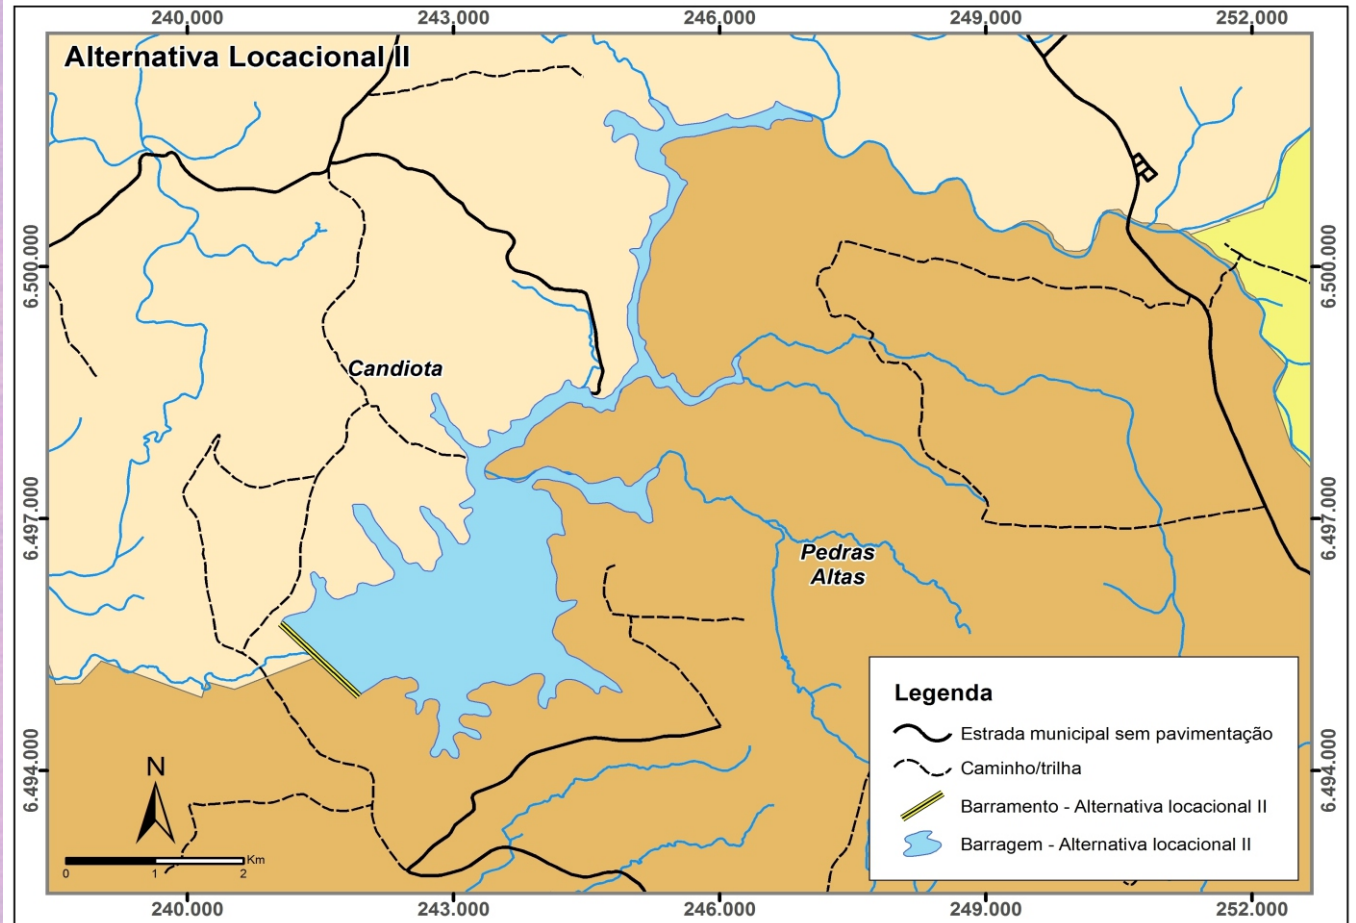 240.000
243.000
246.000
249.000
252.000
Alternativa Locacional II
6.500.000
6.500.000
Candiota
6.497.000
6.497.000
Pedras
Altas
Legenda
Estrada municipal sem pavimentação
Caminho/trilha
Barramento - Alternativa locacional II
Barragem - Alternativa locacional II
6.494.000
6.494.000
N
Km
0
1
2
240.000
243.000
246.000
249.000
252.000